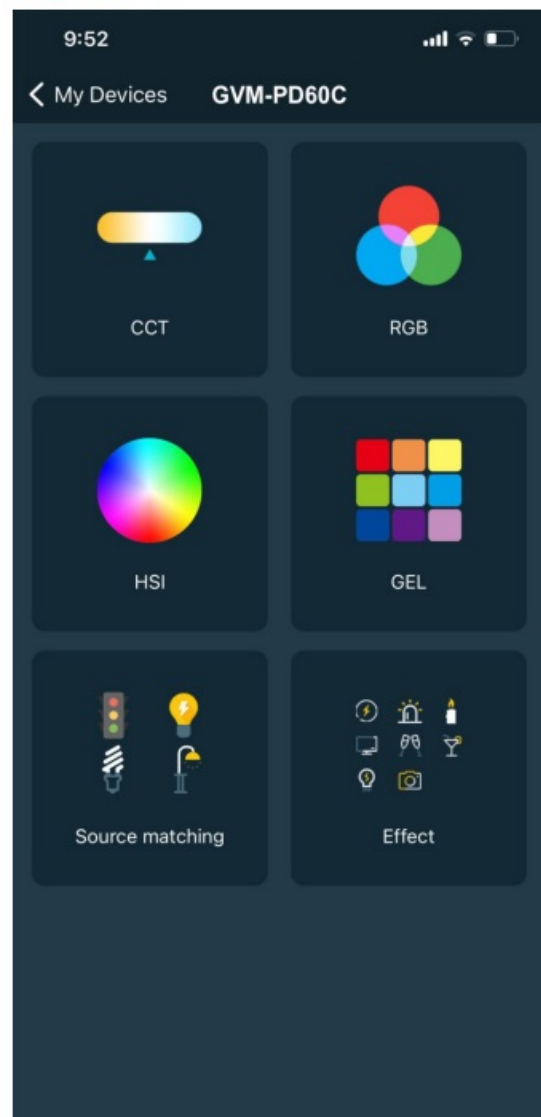 9:52
My Devices GVM-PD60C
CCT RGB
HSI GEL
Source matching Effect